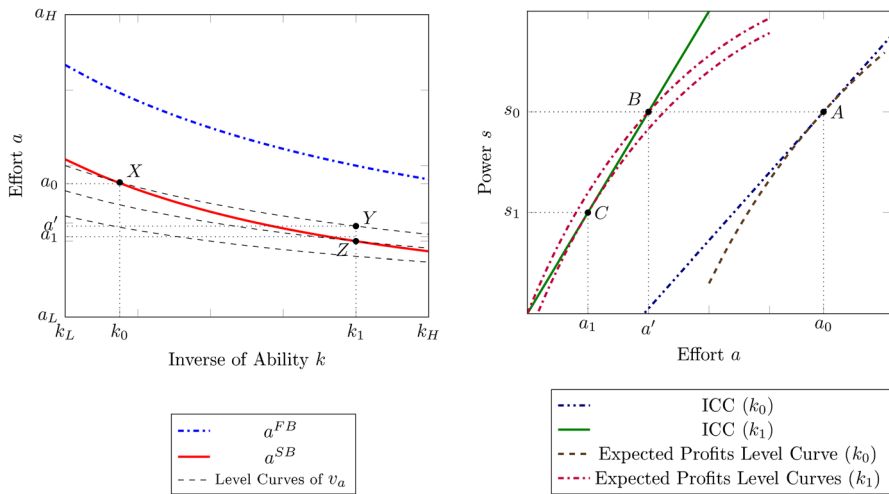 a_H
Effort a
a_0
a'
a_1
a_L
X
Y
Z
k_L k_0 k_1 k_H
Inverse of Ability k
a^{FB}
a^{SB}
Level Curves of v_a
Power s
s_0
s_1
B
A
C
a_1 a' a_0
Effort a
ICC (k_0)
ICC (k_1)
Expected Profits Level Curve (k_0)
Expected Profits Level Curves (k_1)